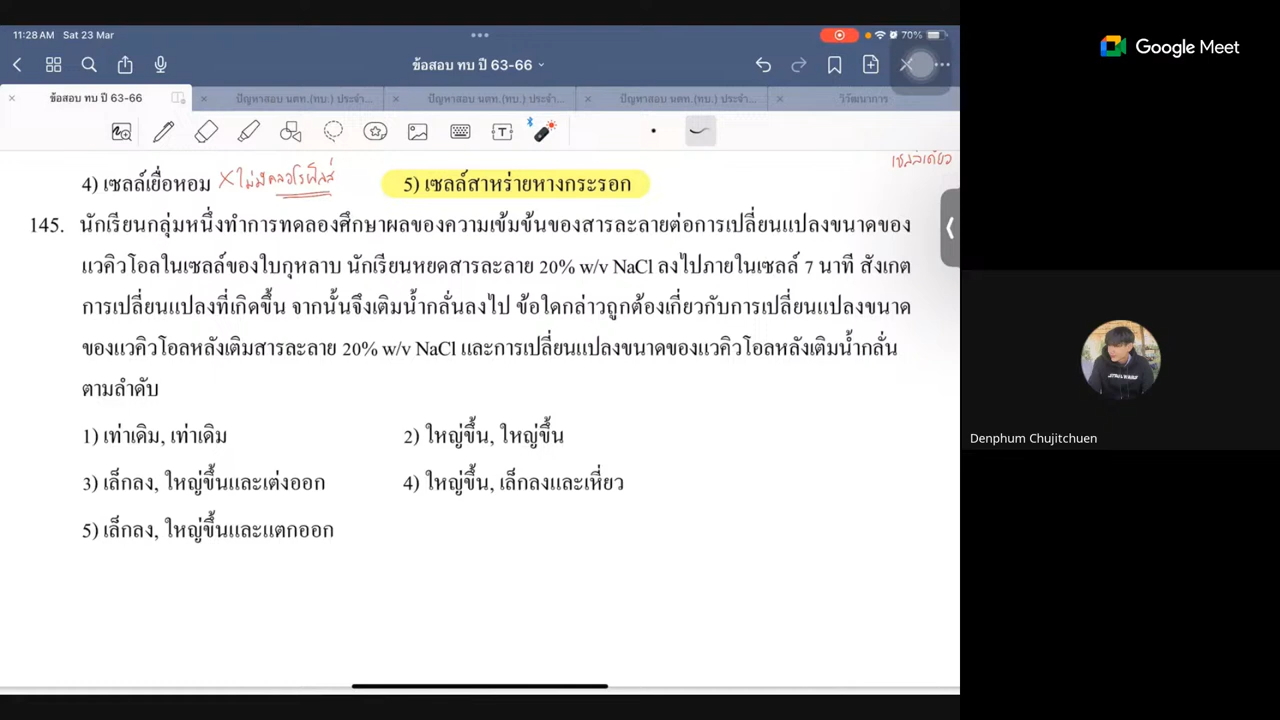 11:28 AM Sat 23 Mar
70%
Google Meet
ข้อสอบ ทบ ปี 63-66
ข้อสอบ ทบ ปี 63-66
ปัญหาสอบ นตท.(ทบ.) ประจำ...
ปัญหาสอบ นตท.(ทบ.) ประจำ...
ปัญหาสอบ นตท.(ทบ.) ประจำ...
วิวัฒนาการ
เซลล์เดียว
4) เซลล์เยื่อหอม ×ไม่มีคลอโรฟิลล์ 5) เซลล์สาหร่ายหางกระรอก
145. นักเรียนกลุ่มหนึ่งทำการทดลองศึกษาผลของความเข้มข้นของสารละลายต่อการเปลี่ยนแปลงขนาดของ
แวคิวโอลในเซลล์ของใบกุหลาบ นักเรียนหยดสารละลาย 20% w/v NaCl ลงไปภายในเซลล์ 7 นาที สังเกต
การเปลี่ยนแปลงที่เกิดขึ้น จากนั้นจึงเติมน้ำกลั่นลงไป ข้อใดกล่าวถูกต้องเกี่ยวกับการเปลี่ยนแปลงขนาด
ของแวคิวโอลหลังเติมสารละลาย 20% w/v NaCl และการเปลี่ยนแปลงขนาดของแวคิวโอลหลังเติมน้ำกลั่น
ตามลำดับ
1) เท่าเดิม, เท่าเดิม 2) ใหญ่ขึ้น, ใหญ่ขึ้น
3) เล็กลง, ใหญ่ขึ้นและเต่งออก 4) ใหญ่ขึ้น, เล็กลงและเหี่ยว
5) เล็กลง, ใหญ่ขึ้นและแตกออก
Denphum Chujitchuen